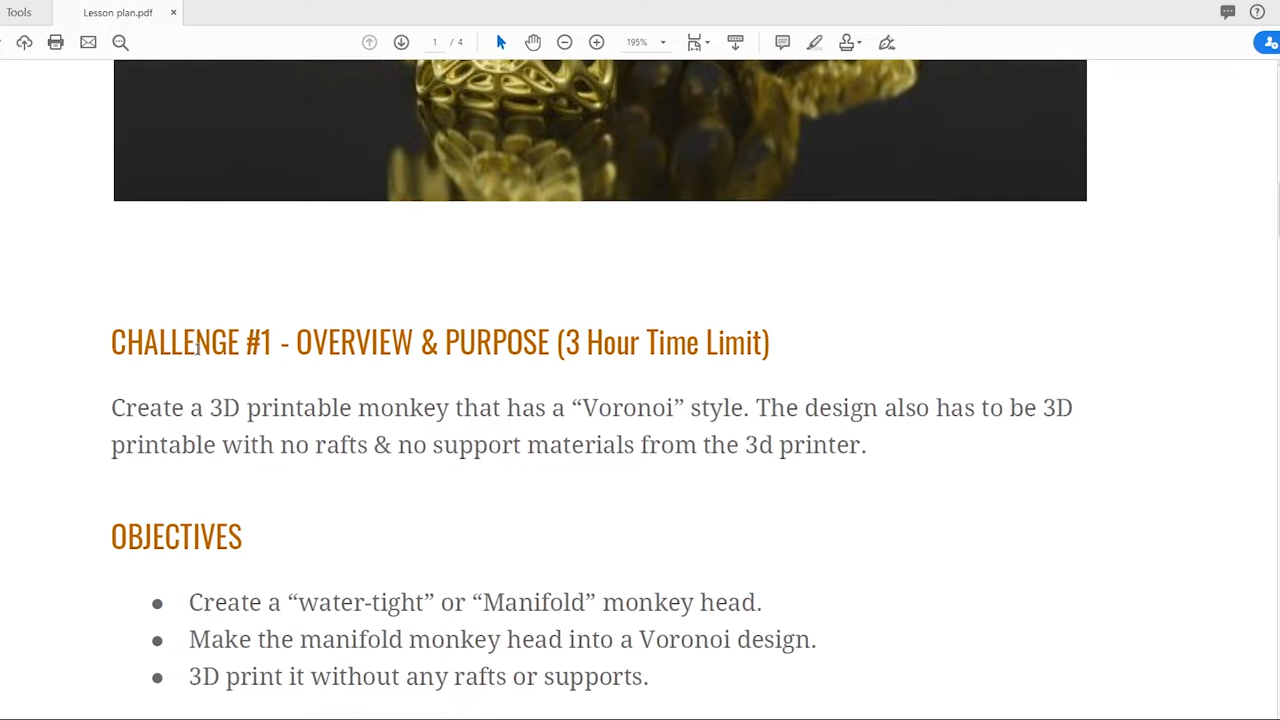 Tools
Lesson plan.pdf
1 / 4
195%
CHALLENGE #1 - OVERVIEW & PURPOSE (3 Hour Time Limit)
Create a 3D printable monkey that has a “Voronoi” style. The design also has to be 3D
printable with no rafts & no support materials from the 3d printer.
OBJECTIVES
● Create a “water-tight” or “Manifold” monkey head.
● Make the manifold monkey head into a Voronoi design.
● 3D print it without any rafts or supports.